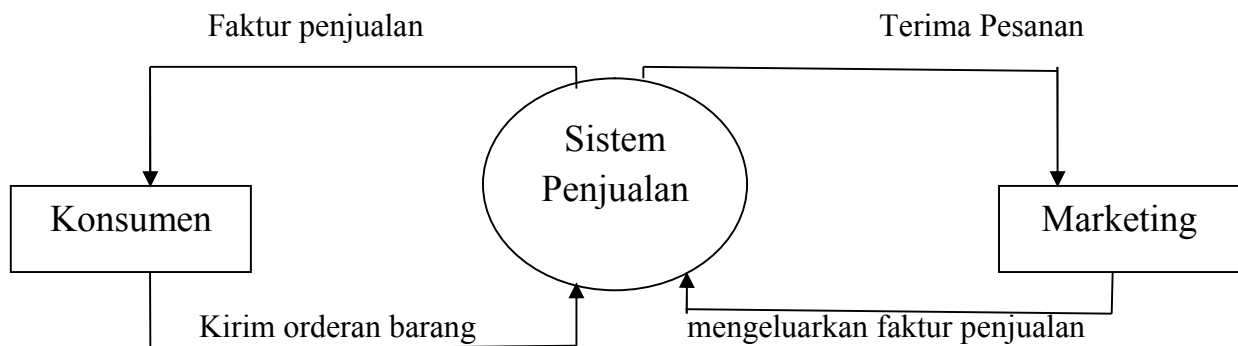 Faktur penjualan
Terima Pesanan
Sistem
Penjualan
Konsumen
Marketing
Kirim orderan barang
mengeluarkan faktur penjualan